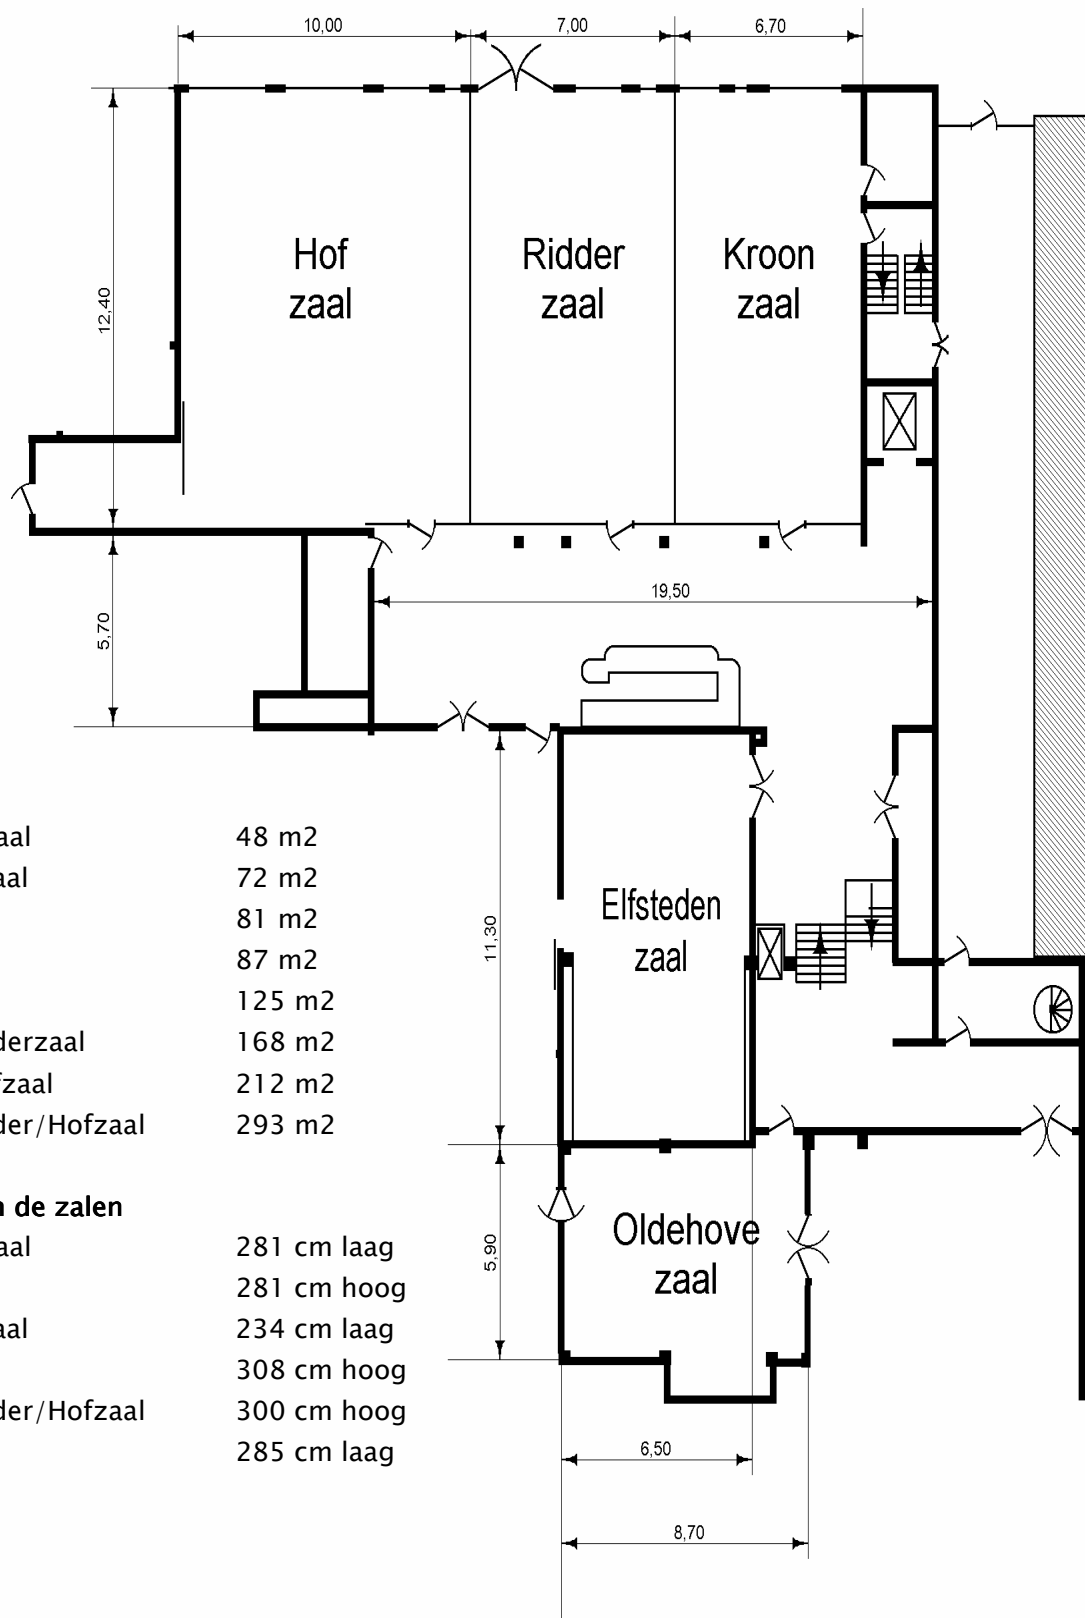 10,00
7,00
6,70
Hof
zaal
Ridder
zaal
Kroon
zaal
12,40
19,50
5,70
aal 48 m2
aal 72 m2
81 m2
87 m2
125 m2
derzaal 168 m2
fzaal 212 m2
der/Hofzaal 293 m2
Elfsteden
zaal
11,30
n de zalen
aal 281 cm laag
281 cm hoog
aal 234 cm laag
308 cm hoog
der/Hofzaal 300 cm hoog
285 cm laag
Oldehove
zaal
5,90
6,50
8,70